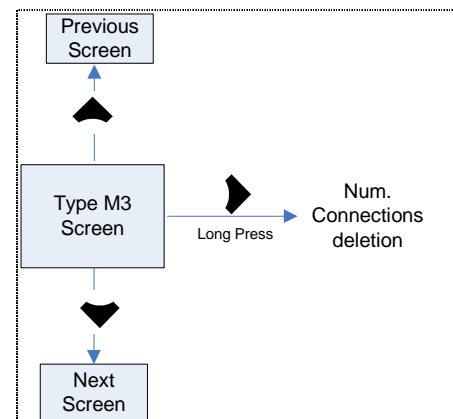 Previous
Screen
Type M3
Screen
Long Press
Num.
Connections
deletion
Next
Screen